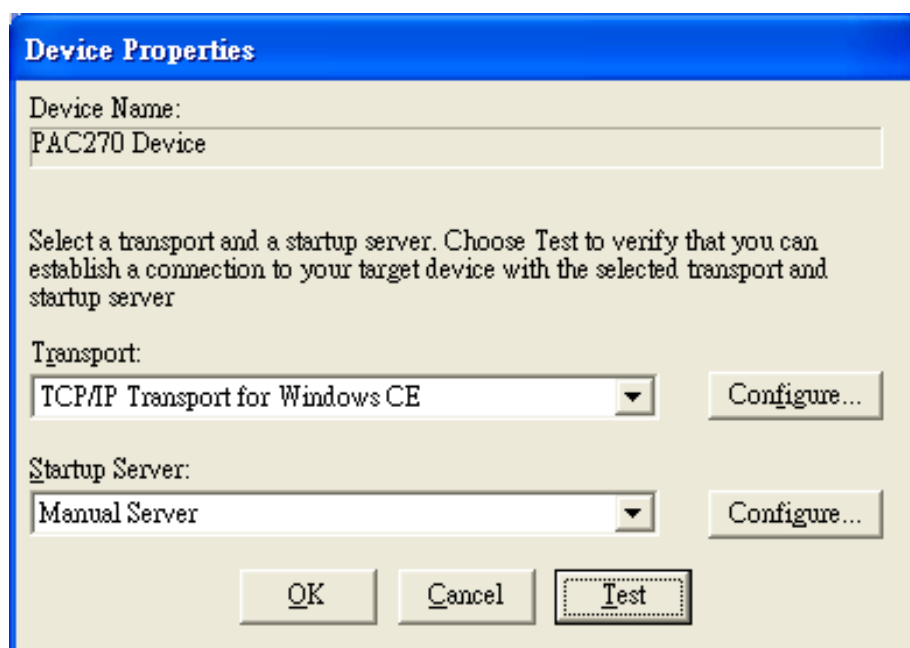 Device Properties
Device Name:
PAC270 Device
Select a transport and a startup server. Choose Test to verify that you can
establish a connection to your target device with the selected transport and
startup server
Transport:
TCP/IP Transport for Windows CE
Configure...
Startup Server:
Manual Server
Configure...
OK Cancel Test